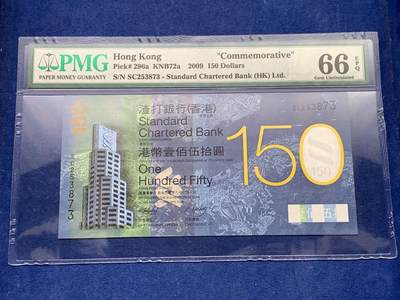 PMG
PAPER MONEY GUARANTY
Hong Kong "Commemorative"
Pick# 296a KNB72a 2009 150 Dollars
S/N SC253873 - Standard Chartered Bank (HK) Ltd.
66 EPQ
Gem Uncirculated
渣打銀行(香港)
Standard
Chartered Bank
港幣壹佰伍拾圓
One
Hundred Fifty
150
150
SC253873